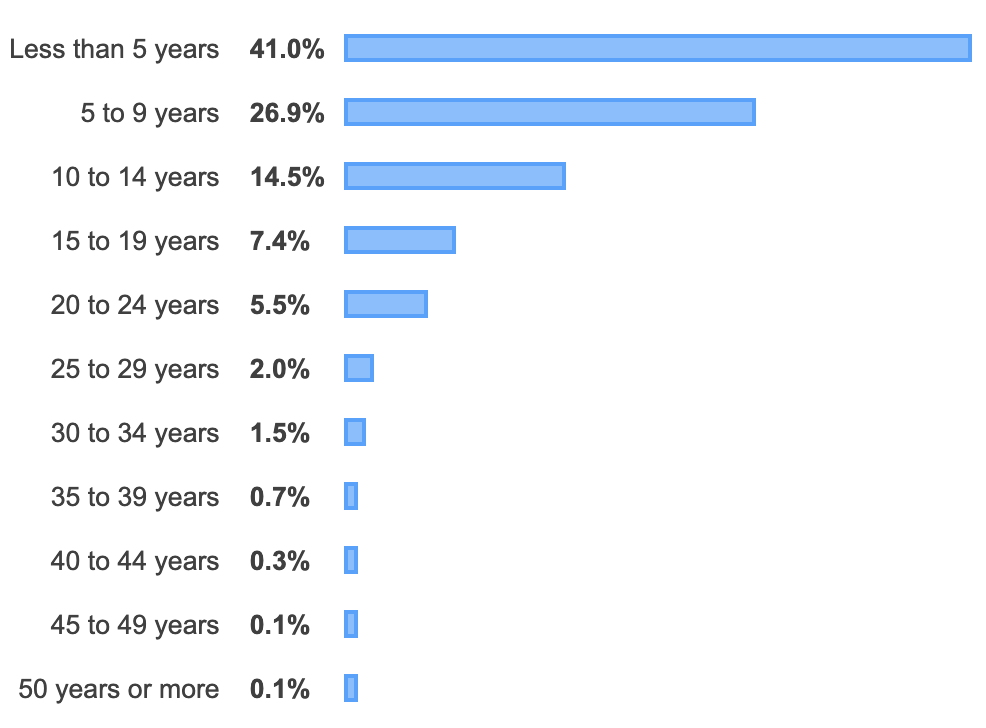 Less than 5 years 41.0%
5 to 9 years 26.9%
10 to 14 years 14.5%
15 to 19 years 7.4%
20 to 24 years 5.5%
25 to 29 years 2.0%
30 to 34 years 1.5%
35 to 39 years 0.7%
40 to 44 years 0.3%
45 to 49 years 0.1%
50 years or more 0.1%